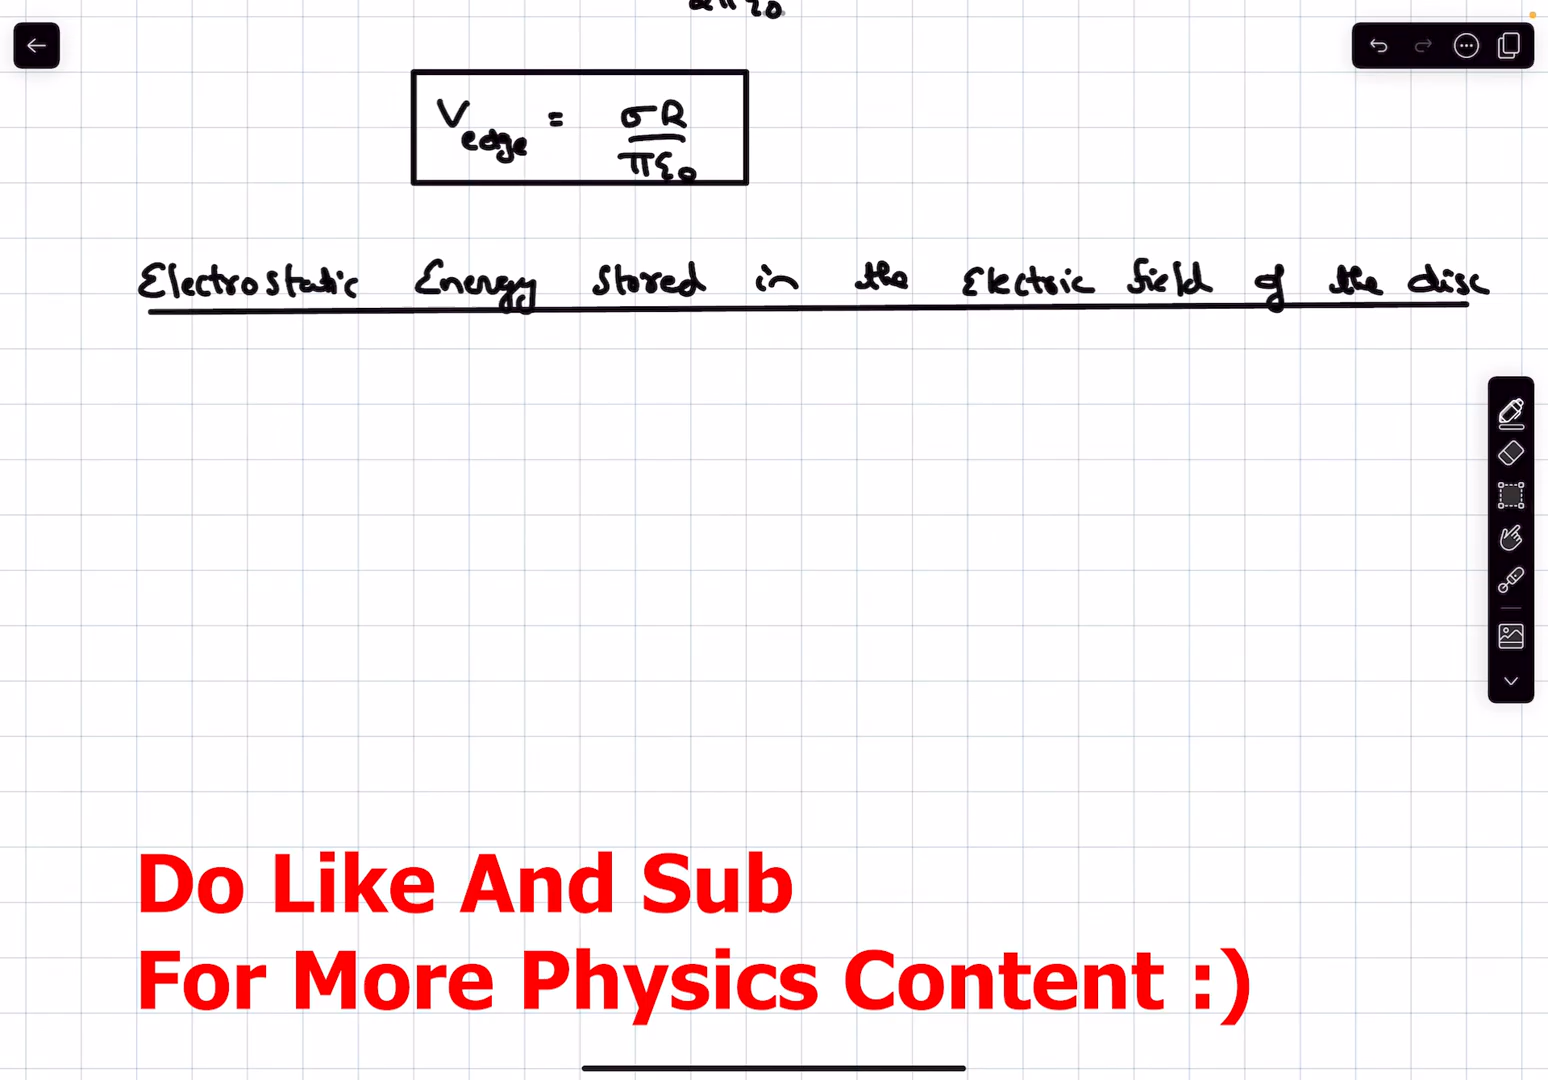 V edge = σR / πε₀
Electrostatic Energy stored in the Electric field of the disc
Do Like And Sub
For More Physics Content :)